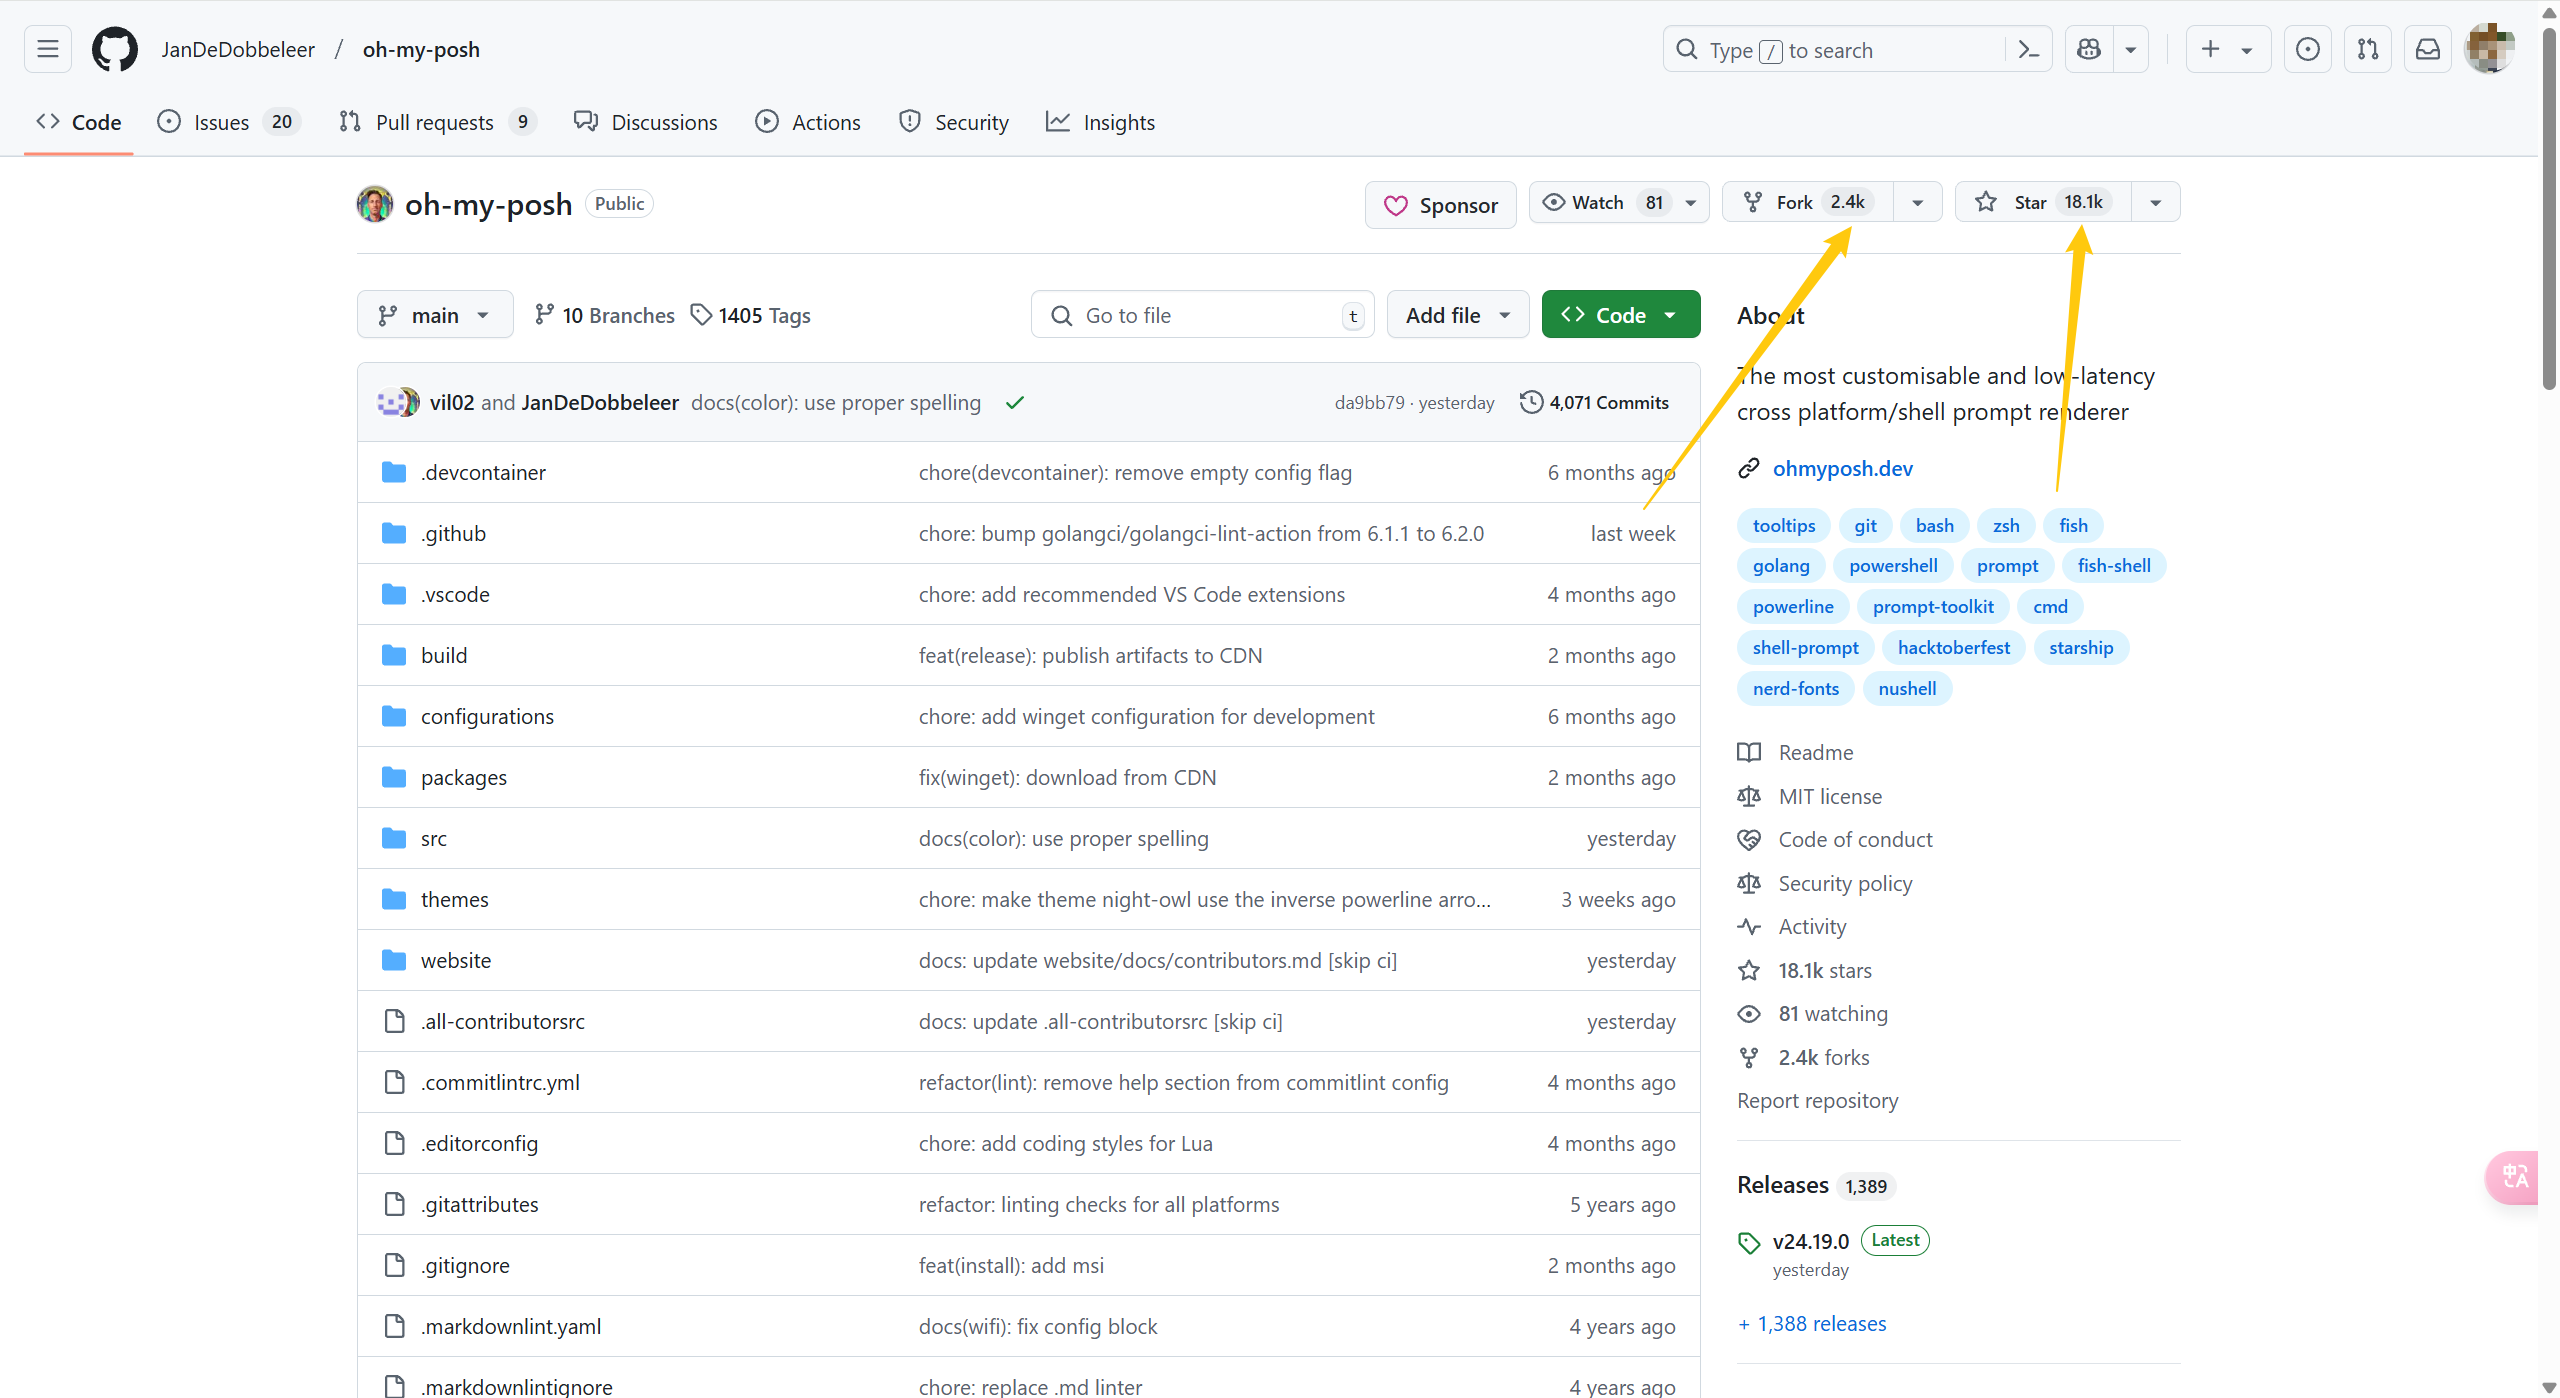 JanDeDobbeleer / oh-my-posh
Type / to search
Code
Issues 20
Pull requests 9
Discussions
Actions
Security
Insights
oh-my-posh Public
Sponsor
Watch 81
Fork 2.4k
Star 18.1k
main
10 Branches
1405 Tags
Go to file t
Add file
Code
vil02 and JanDeDobbeleer docs(color): use proper spelling
da9bb79 · yesterday
4,071 Commits
.devcontainer chore(devcontainer): remove empty config flag 6 months ago
.github chore: bump golangci/golangci-lint-action from 6.1.1 to 6.2.0 last week
.vscode chore: add recommended VS Code extensions 4 months ago
build feat(release): publish artifacts to CDN 2 months ago
configurations chore: add winget configuration for development 6 months ago
packages fix(winget): download from CDN 2 months ago
src docs(color): use proper spelling yesterday
themes chore: make theme night-owl use the inverse powerline arro... 3 weeks ago
website docs: update website/docs/contributors.md [skip ci] yesterday
.all-contributorsrc docs: update .all-contributorsrc [skip ci] yesterday
.commitlintrc.yml refactor(lint): remove help section from commitlint config 4 months ago
.editorconfig chore: add coding styles for Lua 4 months ago
.gitattributes refactor: linting checks for all platforms 5 years ago
.gitignore feat(install): add msi 2 months ago
.markdownlint.yaml docs(wifi): fix config block 4 years ago
.markdownlintignore chore: replace .md linter 4 years ago
About
The most customisable and low-latency
cross platform/shell prompt renderer
ohmyposh.dev
tooltips git bash zsh fish
golang powershell prompt fish-shell
powerline prompt-toolkit cmd
shell-prompt hacktoberfest starship
nerd-fonts nushell
Readme
MIT license
Code of conduct
Security policy
Activity
18.1k stars
81 watching
2.4k forks
Report repository
Releases 1,389
v24.19.0 Latest
yesterday
+ 1,388 releases
中A